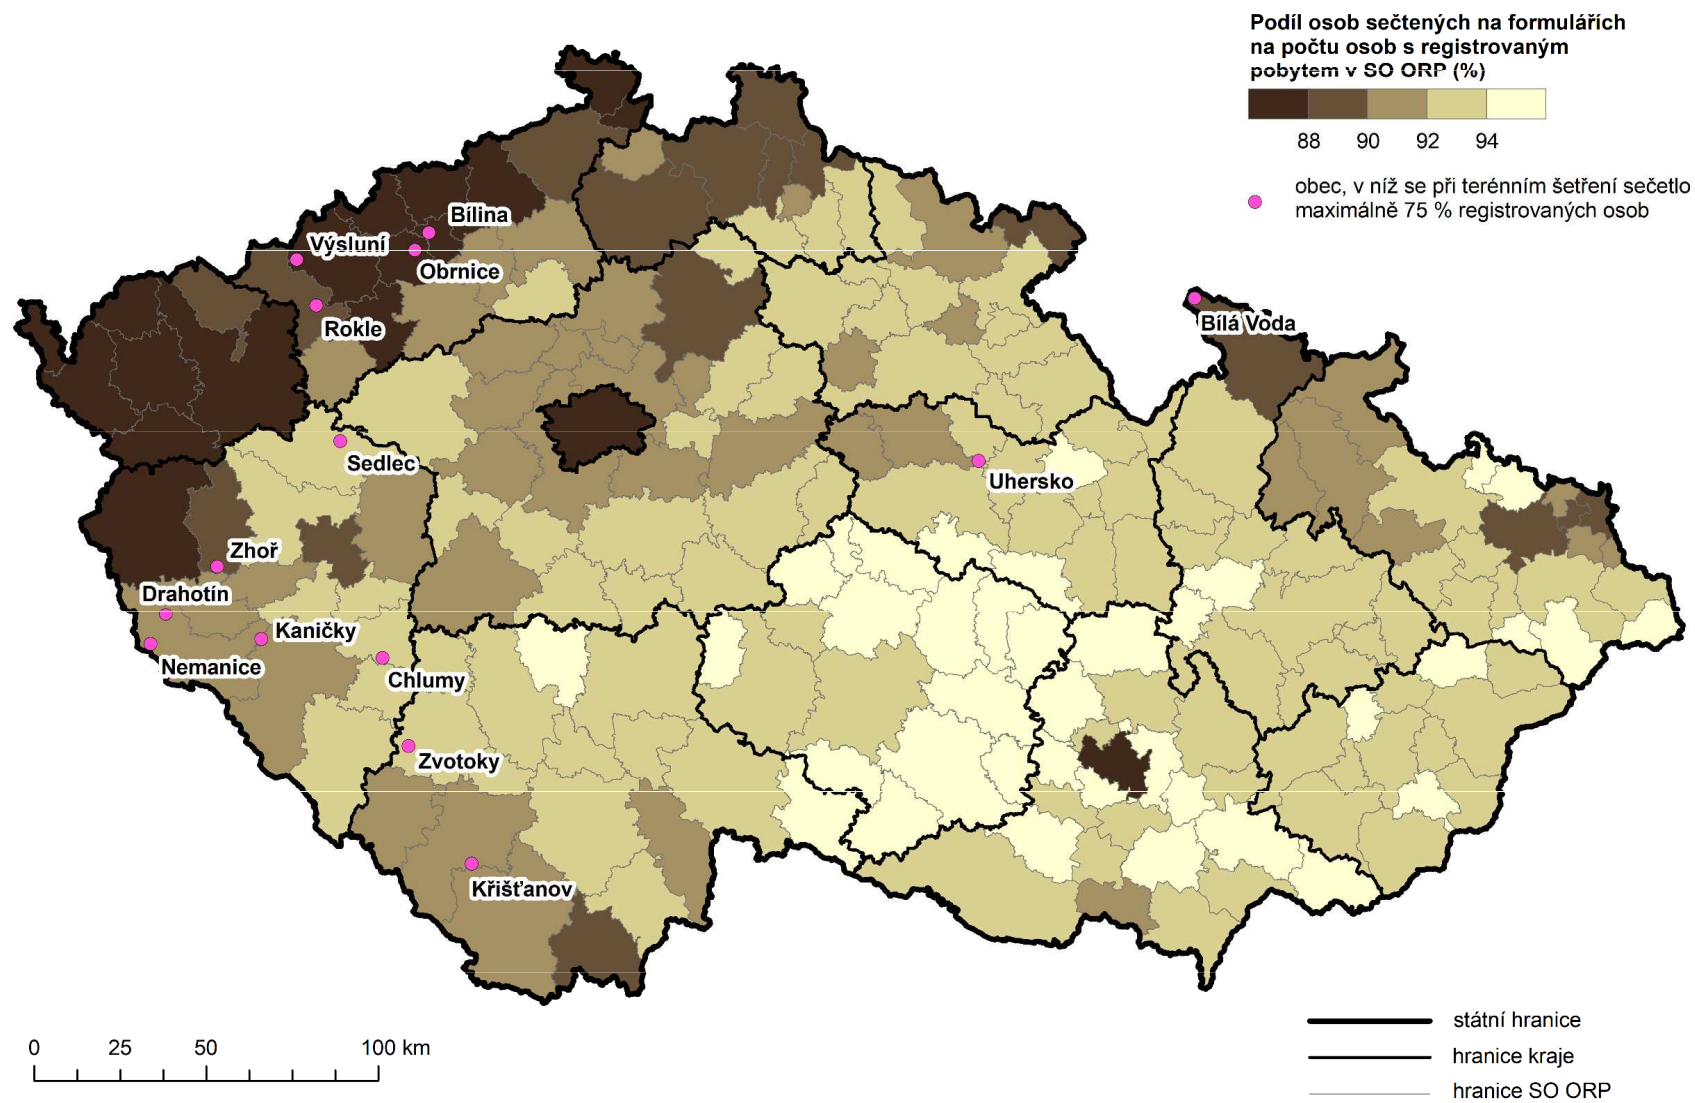 Podíl osob sečtených na formulářích
na počtu osob s registrovaným
pobytem v SO ORP (%)
88 90 92 94
obec, v níž se při terénním šetření sečetlo
maximálně 75 % registrovaných osob
Bílina
Výsluní
Obrnice
Rokle
Bílá Voda
Sedlec
Uhersko
Zhoř
Drahotín
Kaničky
Nemanice
Chlumy
Zvotoky
Křišťanov
státní hranice
hranice kraje
hranice SO ORP
0 25 50 100 km